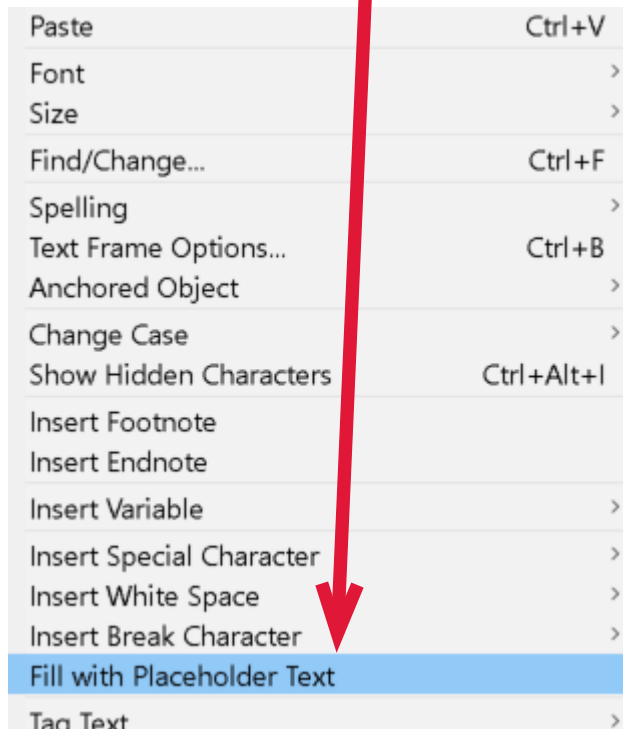 Paste Ctrl+V
Font
Size
Find/Change... Ctrl+F
Spelling
Text Frame Options... Ctrl+B
Anchored Object
Change Case
Show Hidden Characters Ctrl+Alt+I
Insert Footnote
Insert Endnote
Insert Variable
Insert Special Character
Insert White Space
Insert Break Character
Fill with Placeholder Text
Tag Text